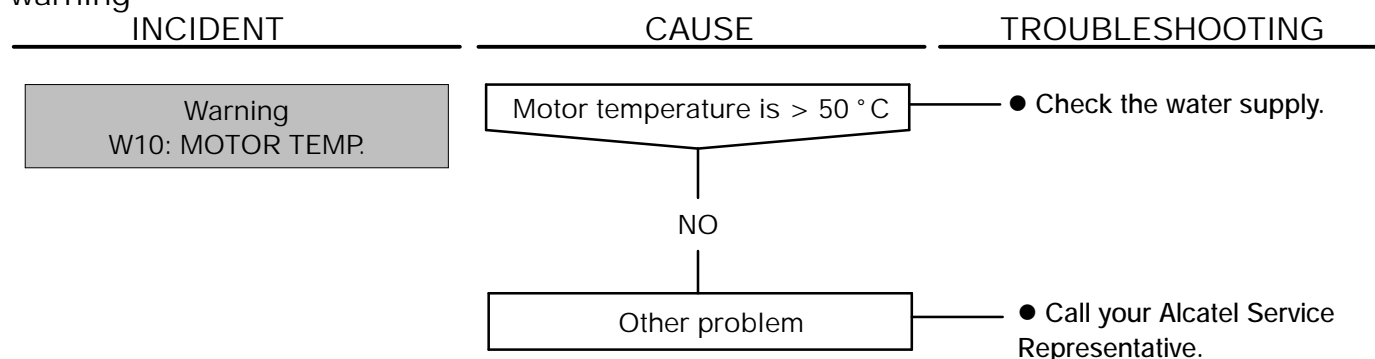 warning
INCIDENT
CAUSE
TROUBLESHOOTING
Warning
W10: MOTOR TEMP.
Motor temperature is > 50 °C
● Check the water supply.
NO
Other problem
● Call your Alcatel Service
Representative.